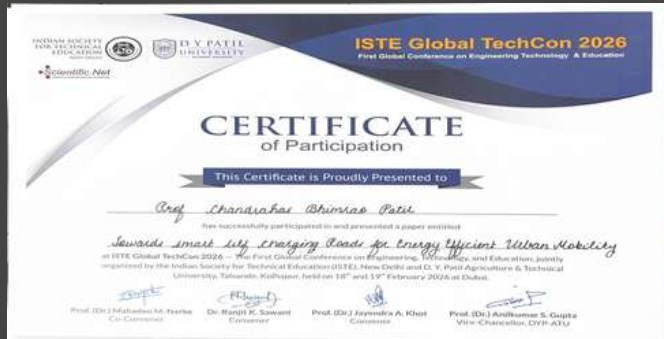 INDIAN SOCIETY
FOR TECHNICAL
EDUCATION
NEW DELHI
D Y PATIL
UNIVERSITY
Scientific.Net
ISTE Global TechCon 2026
First Global Conference on Engineering Technology & Education
CERTIFICATE
of Participation
This Certificate is Proudly Presented to
Prof Chandrahas Bhimrao Patil
has successfully participated in and presented a paper entitled
Towards smart self charging Roads for Energy Efficient Urban Mobility
at ISTE Global TechCon 2026 — The First Global Conference on Engineering, Technology, and Education, jointly
organized by the Indian Society for Technical Education (ISTE), New Delhi and D. Y. Patil Agriculture & Technical
University, Talsande, Kolhapur, held on 18th and 19th February 2026 at Dubai.
Prof. (Dr.) Mahadeo M. Narke
Co-Convener
Dr. Ranjit K. Sawant
Convener
Prof. (Dr.) Jayendra A. Khot
Convener
Prof. (Dr.) Anilkumar S. Gupta
Vice-Chancellor, DYP-ATU